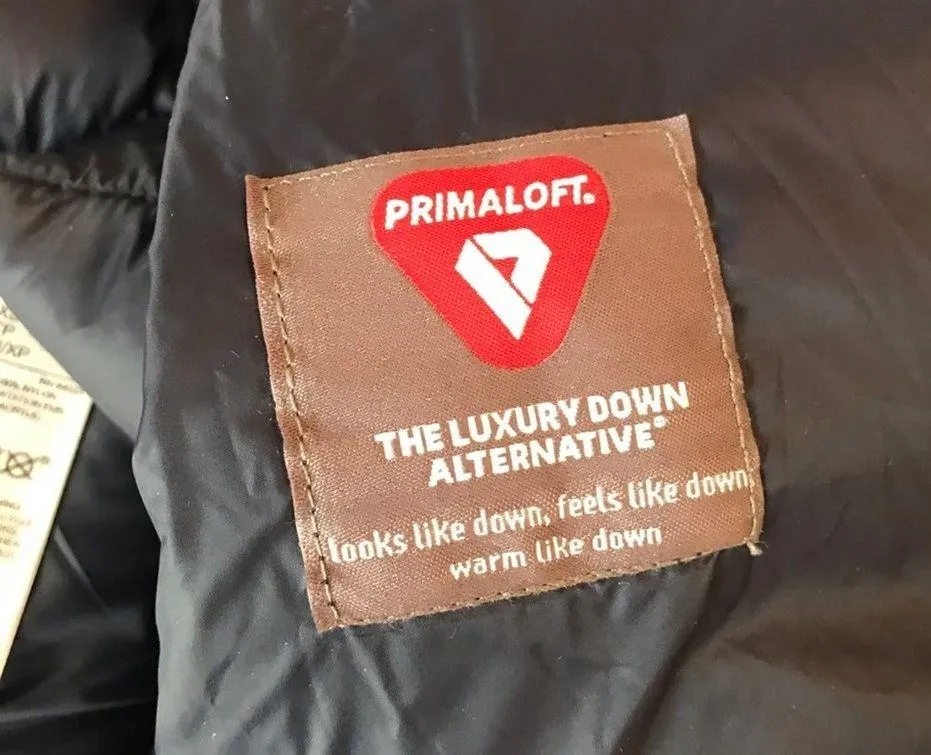 PRIMALOFT®
THE LUXURY DOWN
ALTERNATIVE®
looks like down, feels like down
warm like down